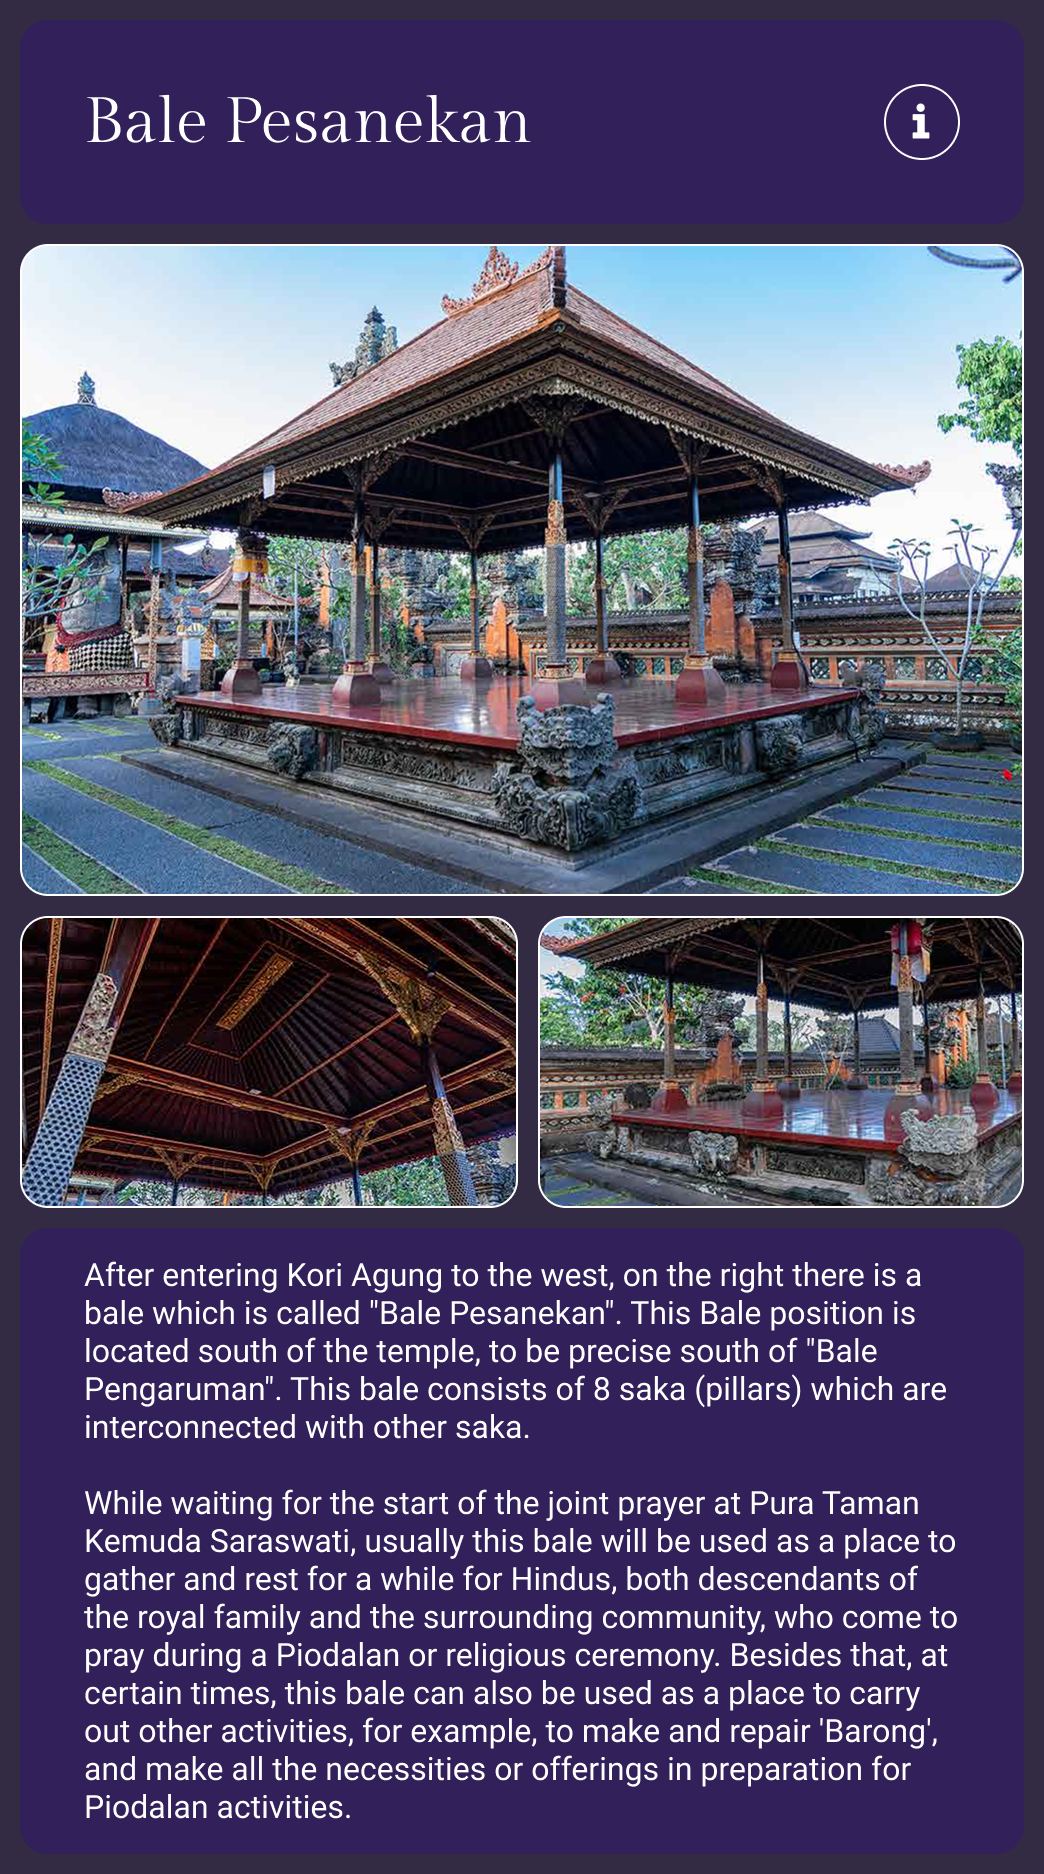 Bale Pesanekan
After entering Kori Agung to the west, on the right there is a
bale which is called "Bale Pesanekan". This Bale position is
located south of the temple, to be precise south of "Bale
Pengaruman". This bale consists of 8 saka (pillars) which are
interconnected with other saka.
While waiting for the start of the joint prayer at Pura Taman
Kemuda Saraswati, usually this bale will be used as a place to
gather and rest for a while for Hindus, both descendants of
the royal family and the surrounding community, who come to
pray during a Piodalan or religious ceremony. Besides that, at
certain times, this bale can also be used as a place to carry
out other activities, for example, to make and repair 'Barong',
and make all the necessities or offerings in preparation for
Piodalan activities.